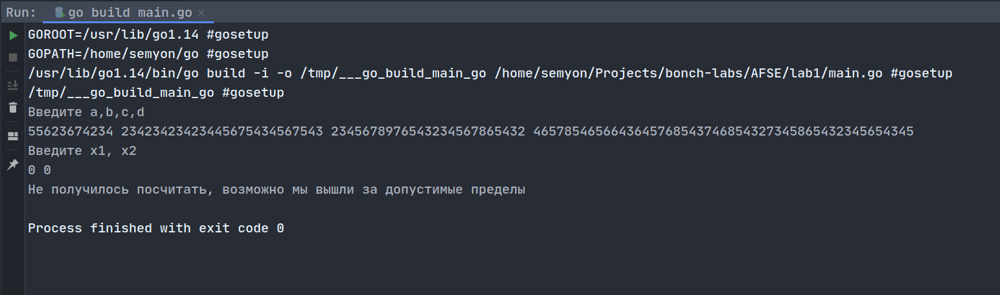 Run: go build main.go ×
GOROOT=/usr/lib/go1.14 #gosetup
GOPATH=/home/semyon/go #gosetup
/usr/lib/go1.14/bin/go build -i -o /tmp/___go_build_main_go /home/semyon/Projects/bonch-labs/AFSE/lab1/main.go #gosetup
/tmp/___go_build_main_go #gosetup
Введите a,b,c,d
55623674234 23423423423445675434567543 2345678976543234567865432 4657854656643645768543746854327345865432345654345
Введите x1, x2
0 0
Не получилось посчитать, возможно мы вышли за допустимые пределы
Process finished with exit code 0